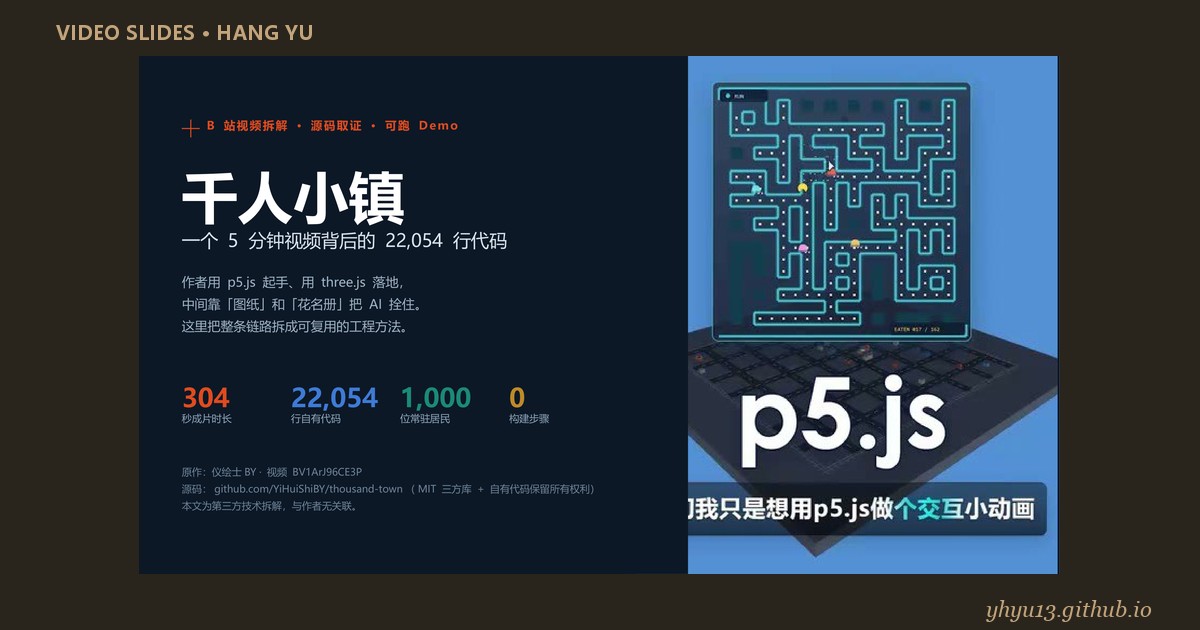 VIDEO SLIDES • HANG YU
B 站视频拆解 · 源码取证 · 可跑 Demo
千人小镇
一个 5 分钟视频背后的 22,054 行代码
作者用 p5.js 起手、用 three.js 落地，
中间靠「图纸」和「花名册」把 AI 拴住。
这里把整条链路拆成可复用的工程方法。
304
秒成片时长
22,054
行自有代码
1,000
位常驻居民
0
构建步骤
原作：仪绘士 BY · 视频 BV1ArJ96CE3P
源码： github.com/YiHuiShiBY/thousand-town （MIT 三方库 + 自有代码保留所有权利）
本文为第三方技术拆解，与作者无关联。
RUN
EATEN 017 / 262
p5.js
我只是想用p5.js做个交互小动画
yhyu13.github.io